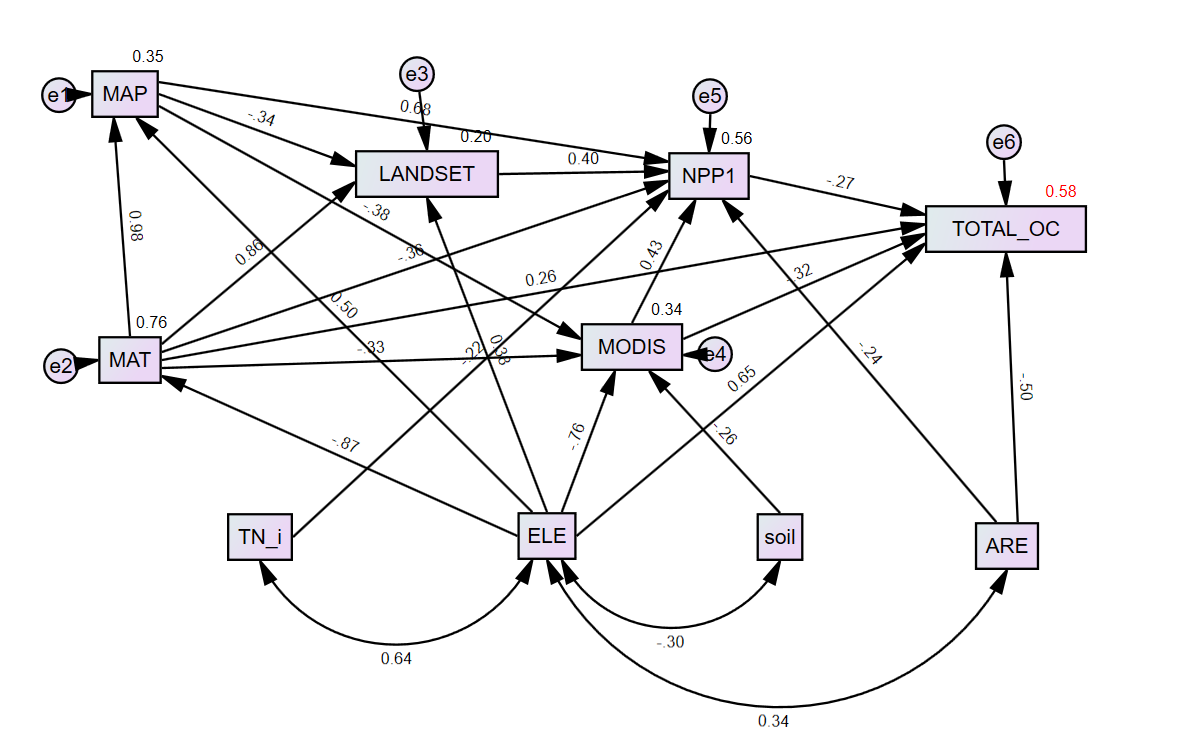 0.35
e1
MAP
e3
0.68
-.34
0.20
LANDSET
0.40
e5
0.56
NPP1
-.27
e6
0.58
TOTAL_OC
0.98
0.86
-.38
-.36
0.43
0.26
-.32
0.50
0.76
e2
MAT
-.33
-.22
0.38
0.34
MODIS
e4
0.65
-.24
-.50
-.87
-.76
-.26
TN_i
ELE
soil
ARE
0.64
-.30
0.34